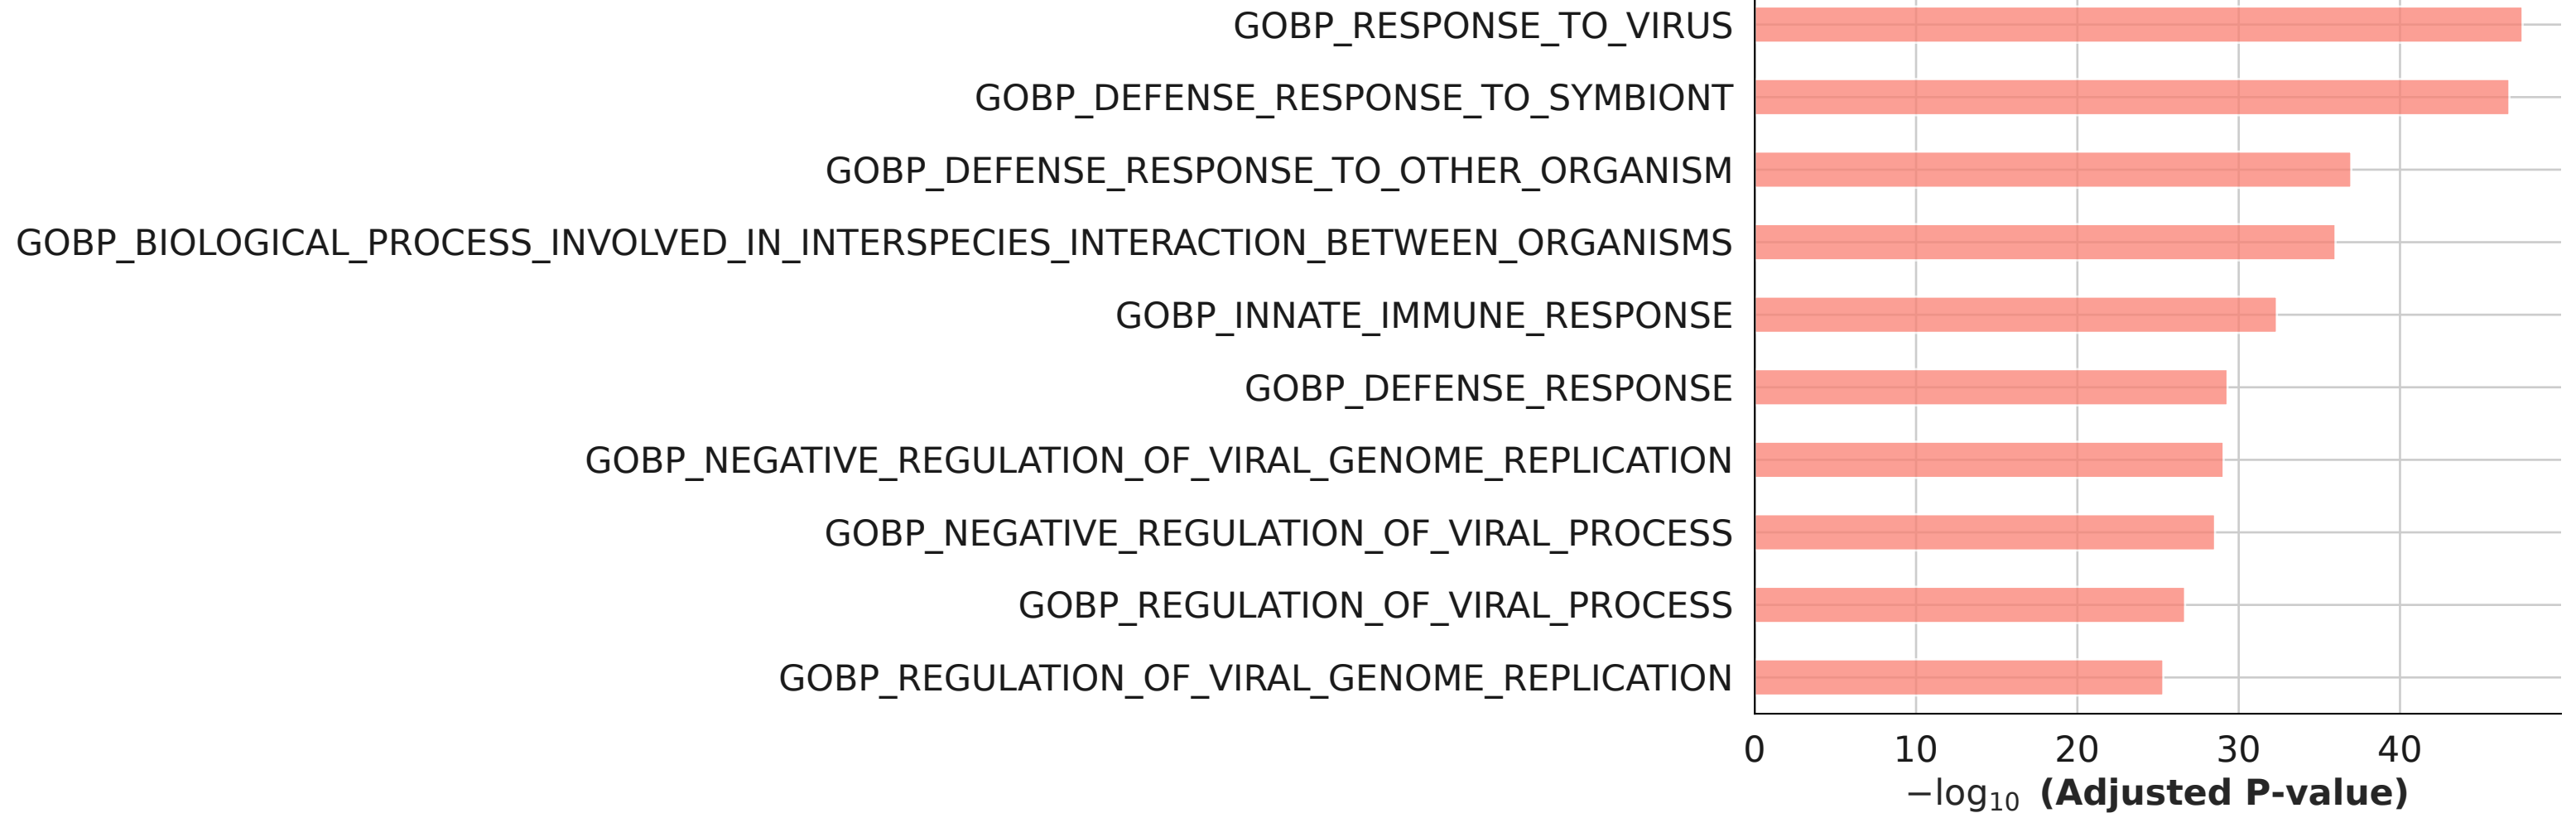 GOBP_RESPONSE_TO_VIRUS
GOBP_DEFENSE_RESPONSE_TO_SYMBIONT
GOBP_DEFENSE_RESPONSE_TO_OTHER_ORGANISM
GOBP_BIOLOGICAL_PROCESS_INVOLVED_IN_INTERSPECIES_INTERACTION_BETWEEN_ORGANISMS
GOBP_INNATE_IMMUNE_RESPONSE
GOBP_DEFENSE_RESPONSE
GOBP_NEGATIVE_REGULATION_OF_VIRAL_GENOME_REPLICATION
GOBP_NEGATIVE_REGULATION_OF_VIRAL_PROCESS
GOBP_REGULATION_OF_VIRAL_PROCESS
GOBP_REGULATION_OF_VIRAL_GENOME_REPLICATION
0 10 20 30 40
−log₁₀ (Adjusted P-value)